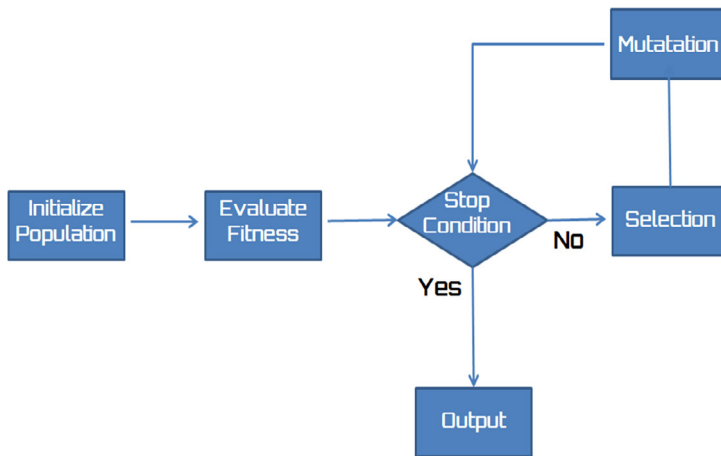 Mutatation
Initialize
Population
Evaluate
Fitness
Stop
Condition
No
Selection
Yes
Output